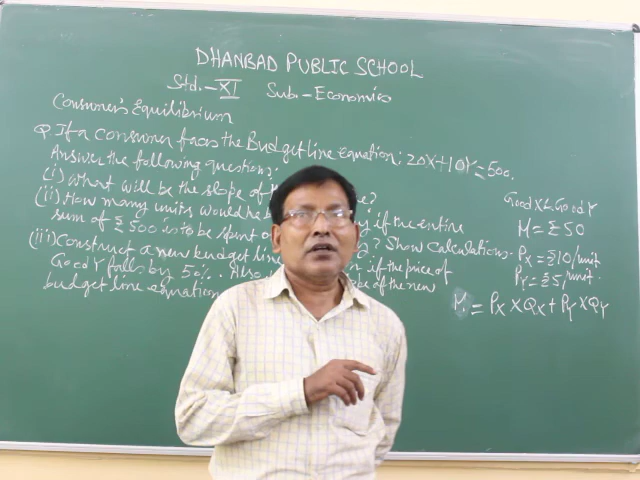 DHANBAD PUBLIC SCHOOL
Std.-XI Sub.-Economics
Consumer's Equilibrium
Q. If a consumer faces the Budget line Equation: 20X+10Y=500.
Answer the following question:
(i) What will be the slope of ?
(ii) How many units would he if the entire
sum of ₹500 is to be spent ? Show Calculations.
(iii) Construct a new budget line if the price of
Good Y falls by 50%. Also of the new
budget line equation
Good X & Good Y
M = ₹50
Px = ₹10/unit
Py = ₹5/unit.
M = Px × Qx + Py × Qy